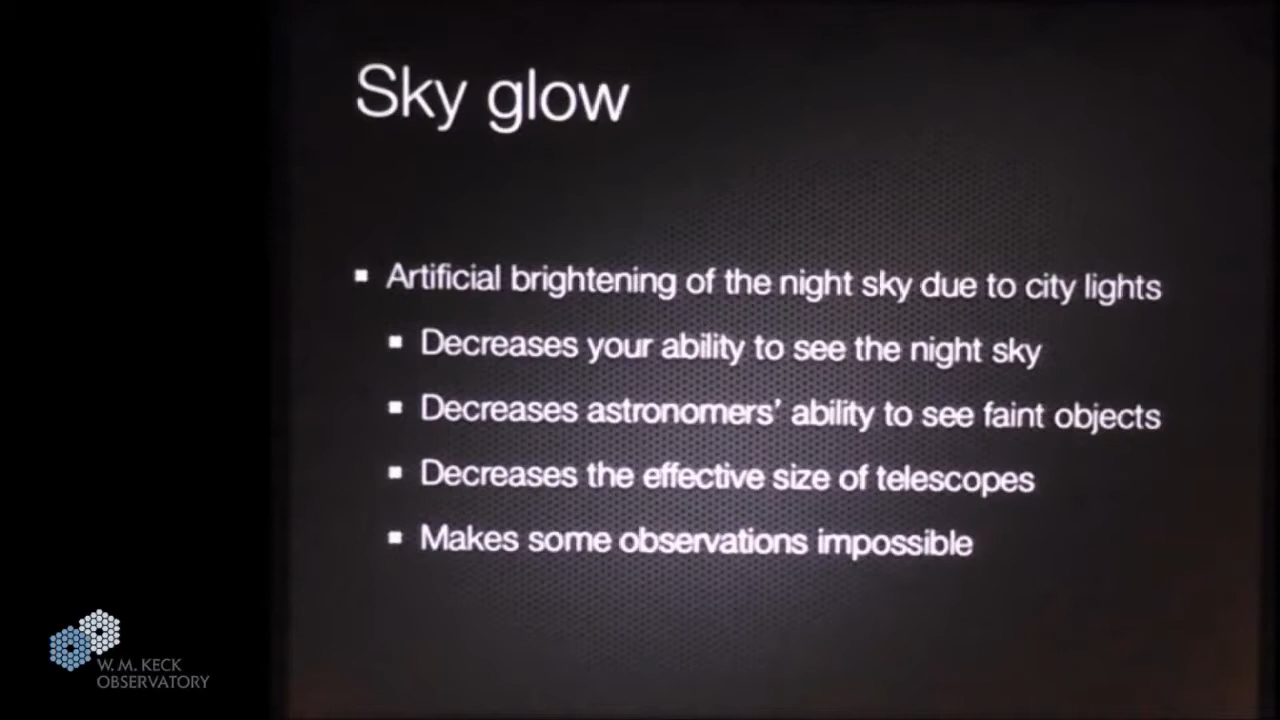 Sky glow
Artificial brightening of the night sky due to city lights
Decreases your ability to see the night sky
Decreases astronomers’ ability to see faint objects
Decreases the effective size of telescopes
Makes some observations impossible
W. M. KECK
OBSERVATORY